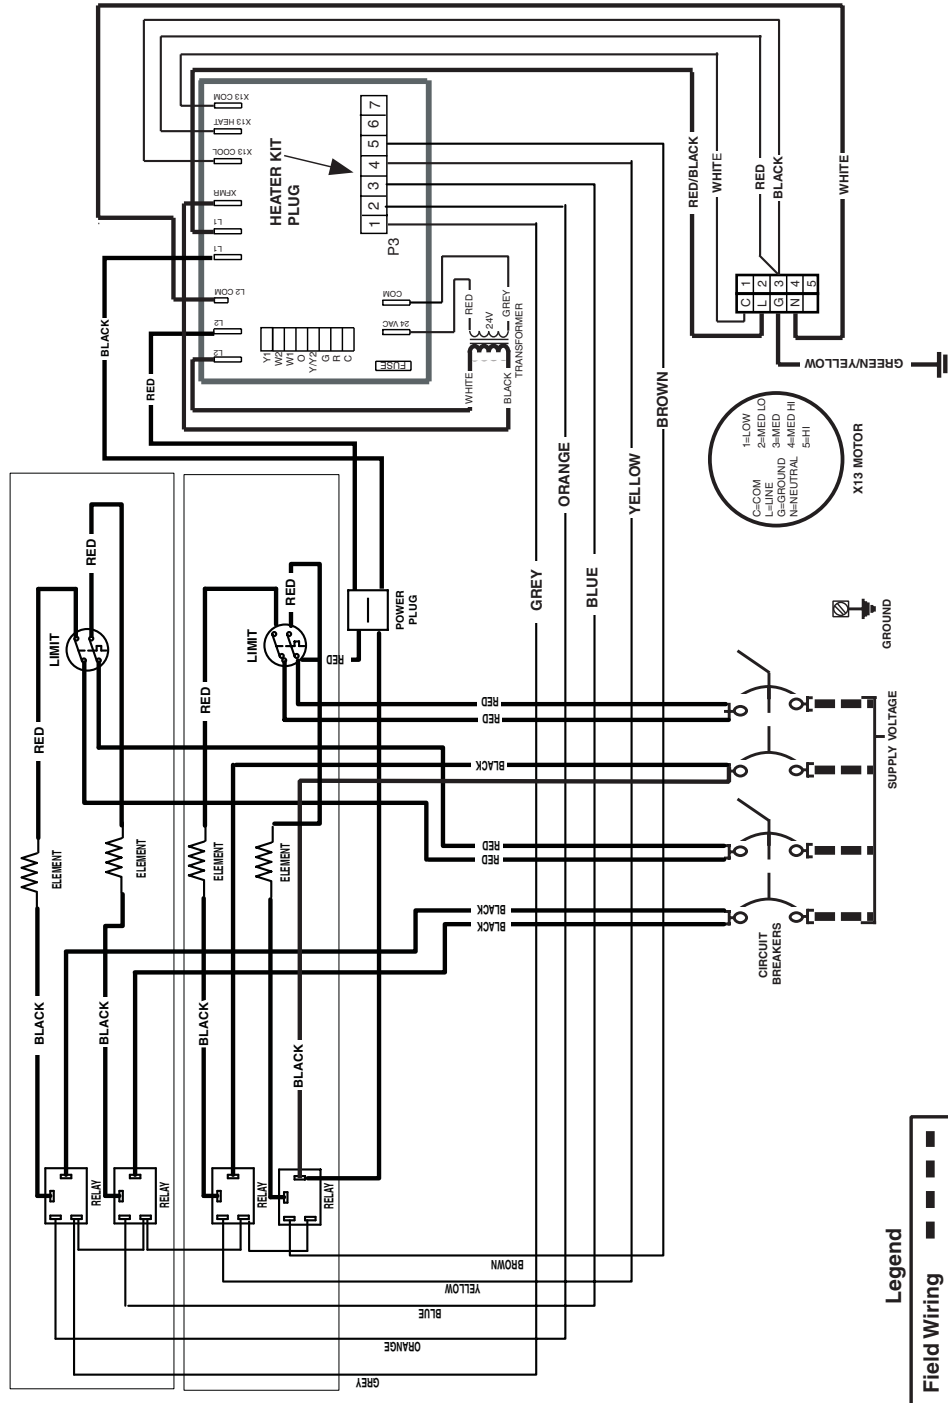 X13 COM
X13 HEAT
X13 COOL
XFMR
L1
L1
L2 COM
L2
L2
HEATER KIT
PLUG
7
6
5
4
3
2
1
P3
COM
24 VAC
FUSE
Y1
W2
W1
O
Y/Y2
G
R
C
RED
GREY
24V
TRANSFORMER
WHITE
BLACK
BLACK
RED
RED/BLACK
WHITE
RED
BLACK
WHITE
C 1
L 2
G 3
N 4
5
GREEN/YELLOW
C=COM
L=LINE
G=GROUND
N=NEUTRAL
1=LOW
2=MED LO
3=MED
4=MED HI
5=HI
X13 MOTOR
BROWN
YELLOW
ORANGE
BLUE
GREY
RED
RED
LIMIT
RED
RED
LIMIT
RED
POWER
PLUG
ELEMENT
ELEMENT
ELEMENT
ELEMENT
RED
RED
BLACK
RED
RED
BLACK
BLACK
BLACK
BLACK
BLACK
BLACK
RELAY
RELAY
RELAY
RELAY
BROWN
YELLOW
BLUE
ORANGE
GREY
GROUND
SUPPLY VOLTAGE
CIRCUIT
BREAKERS
Legend
Field Wiring